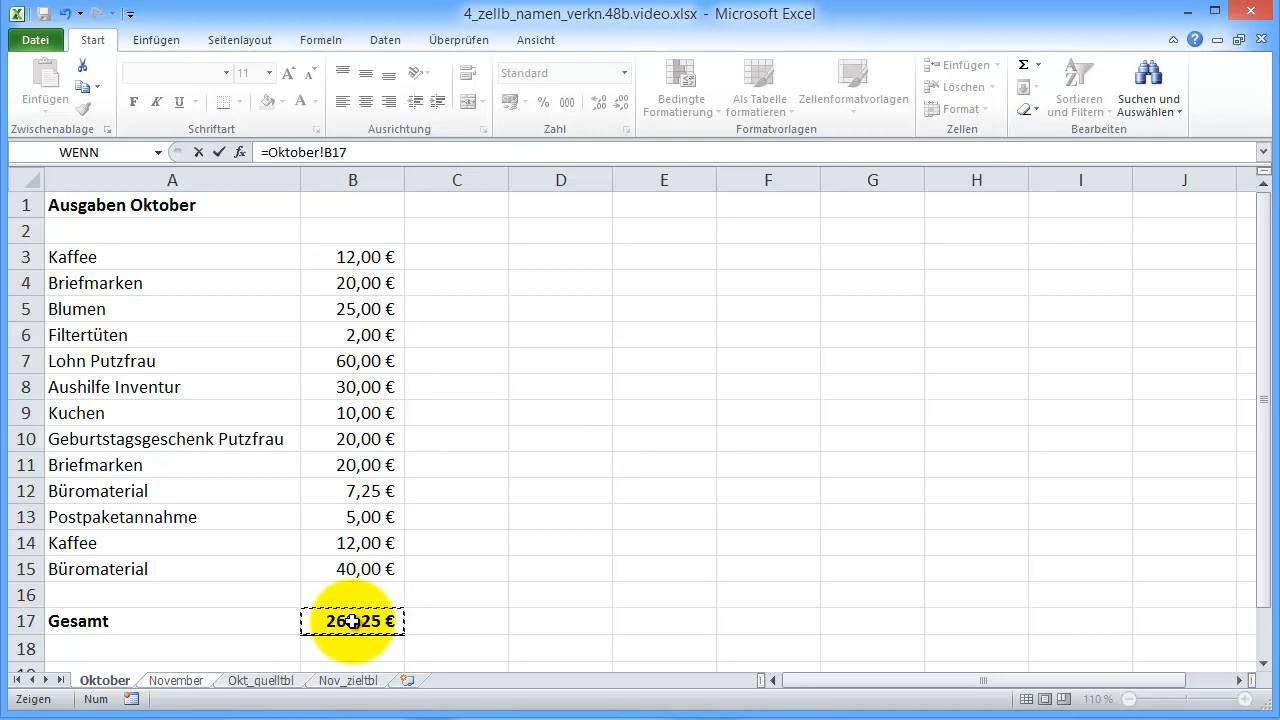 4_zellb_namen_verkn.48b.video.xlsx - Microsoft Excel
Datei Start Einfügen Seitenlayout Formeln Daten Überprüfen Ansicht
Einfügen
Zwischenablage
11
F K U
Schriftart
Ausrichtung
Standard
% 000
Zahl
Bedingte Formatierung
Als Tabelle formatieren
Zellenformatvorlagen
Formatvorlagen
Einfügen
Löschen
Format
Zellen
Σ
Sortieren und Filtern
Suchen und Auswählen
Bearbeiten
WENN fx =Oktober!B17
A B C D E F G H I J
1 Ausgaben Oktober
2
3 Kaffee 12,00 €
4 Briefmarken 20,00 €
5 Blumen 25,00 €
6 Filtertüten 2,00 €
7 Lohn Putzfrau 60,00 €
8 Aushilfe Inventur 30,00 €
9 Kuchen 10,00 €
10 Geburtstagsgeschenk Putzfrau 20,00 €
11 Briefmarken 20,00 €
12 Büromaterial 7,25 €
13 Postpaketannahme 5,00 €
14 Kaffee 12,00 €
15 Büromaterial 40,00 €
16
17 Gesamt
18
Oktober November Okt_quelltbl Nov_zieltbl
Zeigen Num 110 %